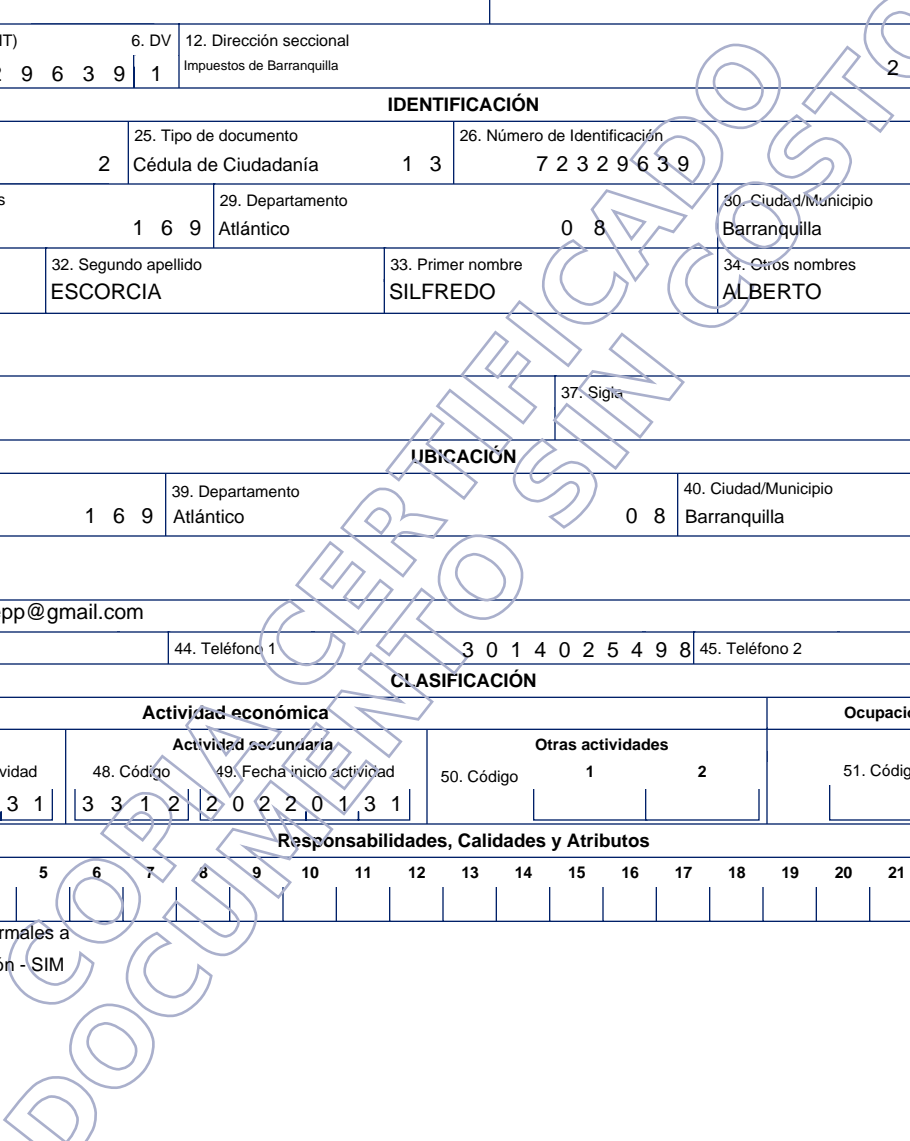 IT) 6. DV 12. Dirección seccional
9 6 3 9 1 Impuestos de Barranquilla 2
IDENTIFICACIÓN
25. Tipo de documento 26. Número de Identificación
2 Cédula de Ciudadanía 1 3 7 2 3 2 9 6 3 9
s 29. Departamento 30. Ciudad/Municipio
1 6 9 Atlántico 0 8 Barranquilla
32. Segundo apellido 33. Primer nombre 34. Otros nombres
ESCORCIA SILFREDO ALBERTO
37. Sigla
UBICACIÓN
39. Departamento 40. Ciudad/Municipio
1 6 9 Atlántico 0 8 Barranquilla
pp@gmail.com
44. Teléfono 1 3 0 1 4 0 2 5 4 9 8 45. Teléfono 2
CLASIFICACIÓN
Actividad económica Ocupació
Actividad secundaria Otras actividades
vidad 48. Código 49. Fecha inicio actividad 50. Código 1 2 51. Códig
3 1 3 3 1 2 2 0 2 2 0 1 3 1
Responsabilidades, Calidades y Atributos
5 6 7 8 9 10 11 12 13 14 15 16 17 18 19 20 21
rmales a
ón - SIM
COPIA CERTIFICADO
DOCUMENTO SIN COSTO